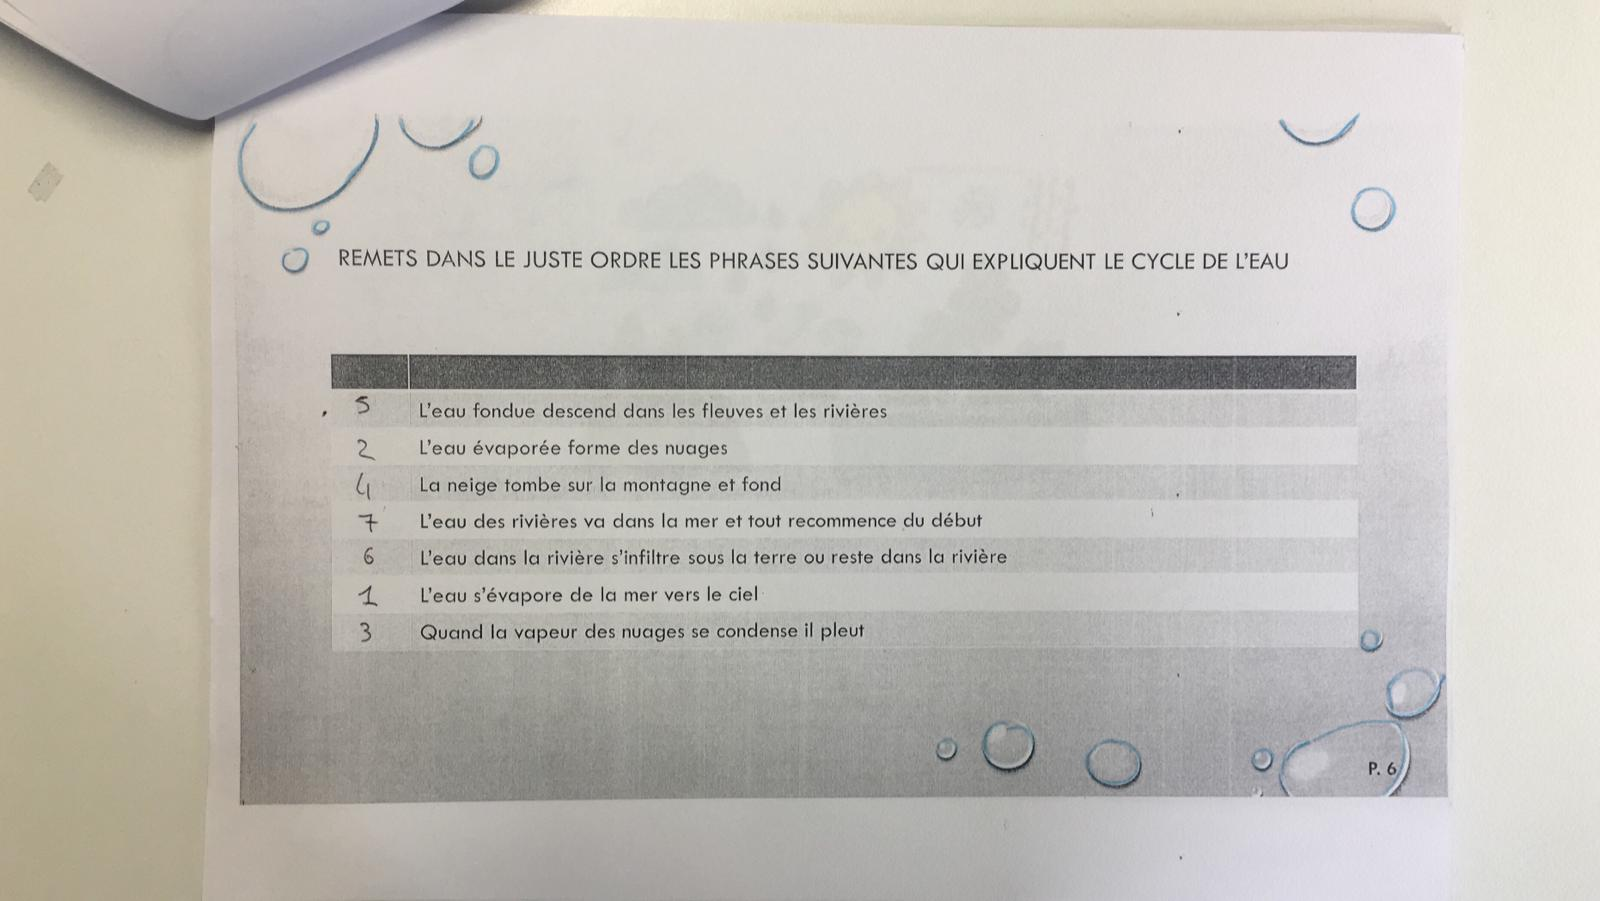 REMETS DANS LE JUSTE ORDRE LES PHRASES SUIVANTES QUI EXPLIQUENT LE CYCLE DE L'EAU
5 L'eau fondue descend dans les fleuves et les rivières
2 L'eau évaporée forme des nuages
4 La neige tombe sur la montagne et fond
7 L'eau des rivières va dans la mer et tout recommence du début
6 L'eau dans la rivière s'infiltre sous la terre ou reste dans la rivière
1 L'eau s'évapore de la mer vers le ciel
3 Quand la vapeur des nuages se condense il pleut
P. 6